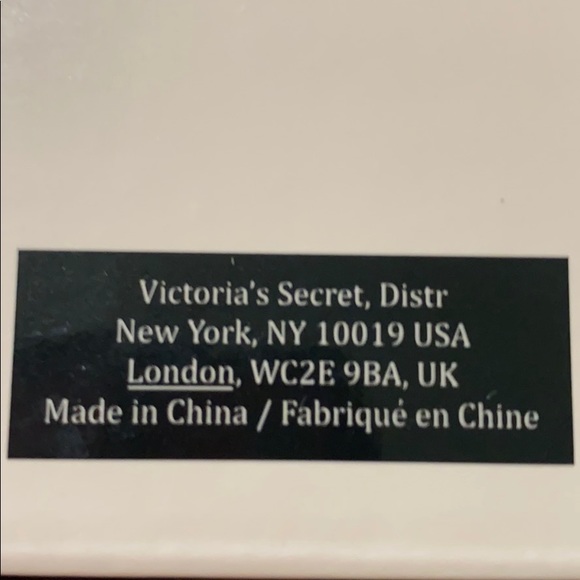 Victoria's Secret, Distr
New York, NY 10019 USA
London, WC2E 9BA, UK
Made in China / Fabriqué en Chine